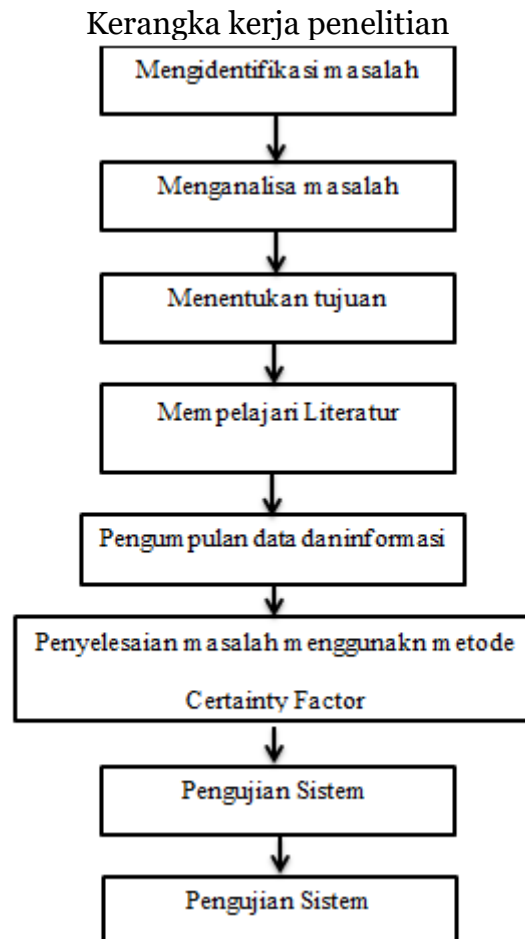 Kerangka kerja penelitian
Mengidentifikasi masalah
Menganalisa masalah
Menentukan tujuan
Mempelajari Literatur
Pengumpulan data daninformasi
Penyelesaian masalah menggunakn metode
Certainty Factor
Pengujian Sistem
Pengujian Sistem